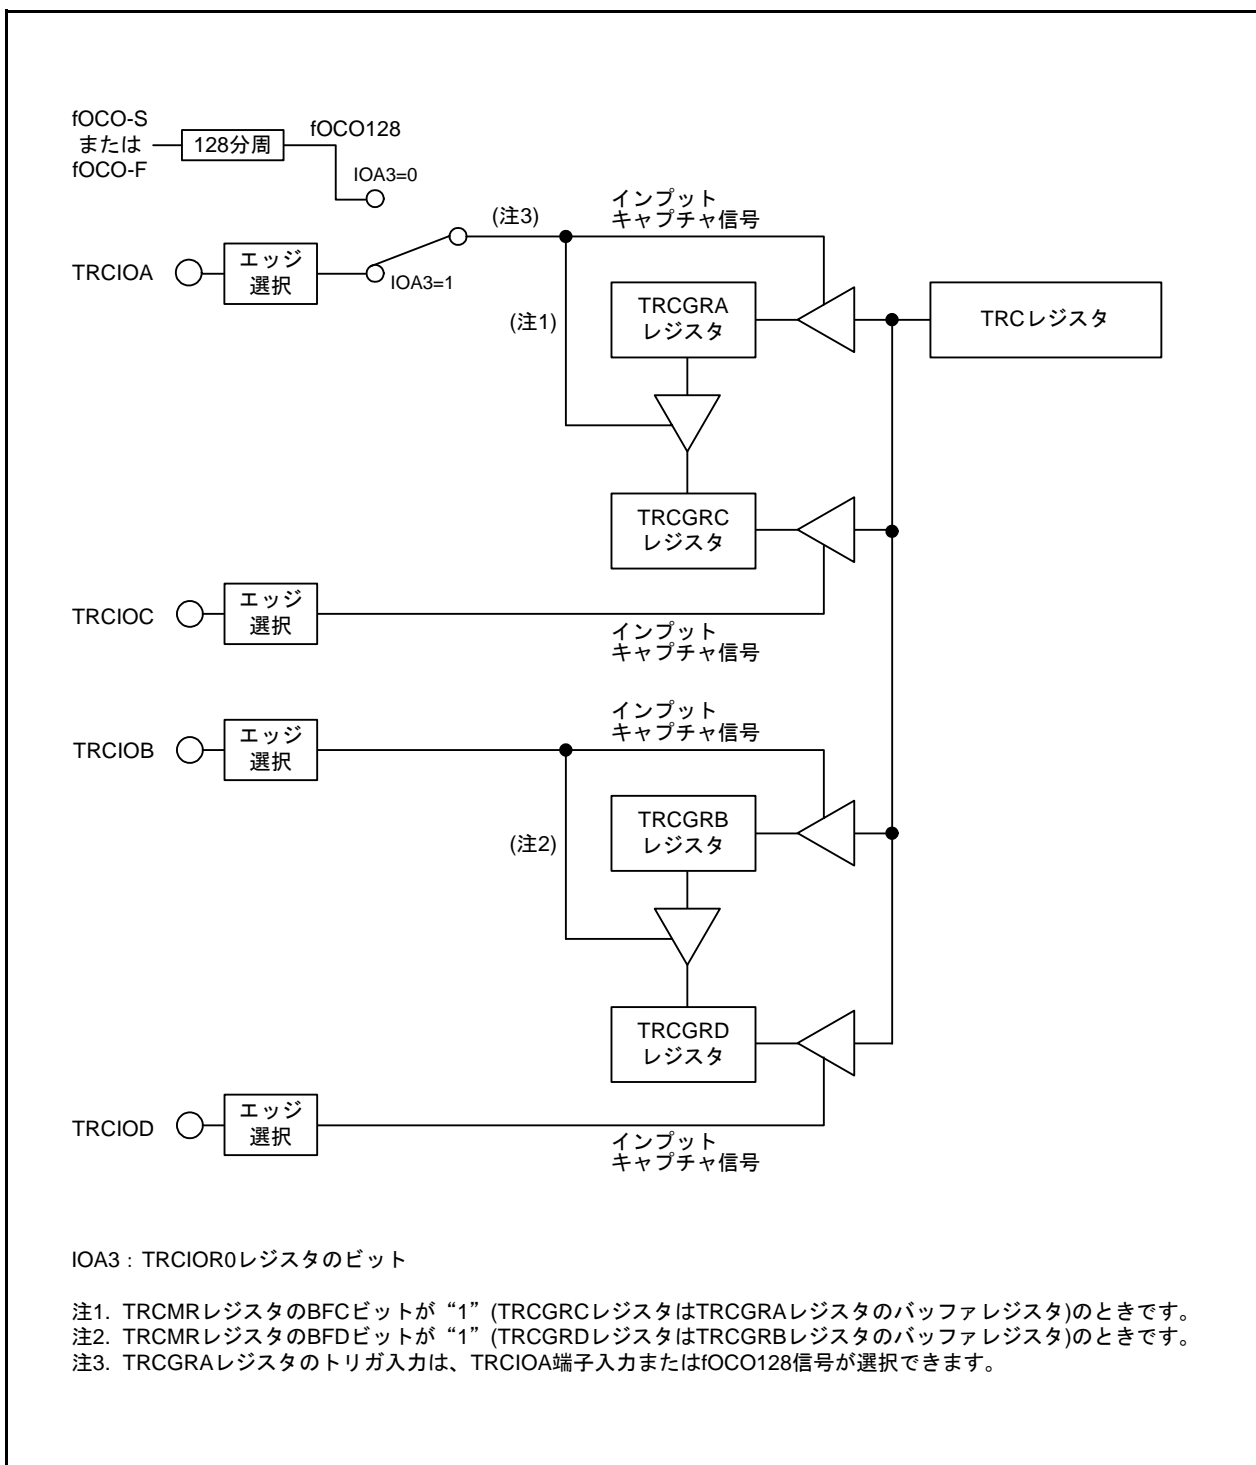 fOCO-S
または
fOCO-F
128分周
fOCO128
IOA3=0
(注3)
インプット
キャプチャ信号
TRCIOA
エッジ
選択
IOA3=1
(注1)
TRCGRA
レジスタ
TRCレジスタ
TRCGRC
レジスタ
TRCIOC
エッジ
選択
インプット
キャプチャ信号
インプット
キャプチャ信号
TRCIOB
エッジ
選択
(注2)
TRCGRB
レジスタ
TRCGRD
レジスタ
TRCIOD
エッジ
選択
インプット
キャプチャ信号
IOA3：TRCIOR0レジスタのビット
注1. TRCMRレジスタのBFCビットが“1”(TRCGRCレジスタはTRCGRAレジスタのバッファレジスタ)のときです。
注2. TRCMRレジスタのBFDビットが“1”(TRCGRDレジスタはTRCGRBレジスタのバッファレジスタ)のときです。
注3. TRCGRAレジスタのトリガ入力は、TRCIOA端子入力またはfOCO128信号が選択できます。